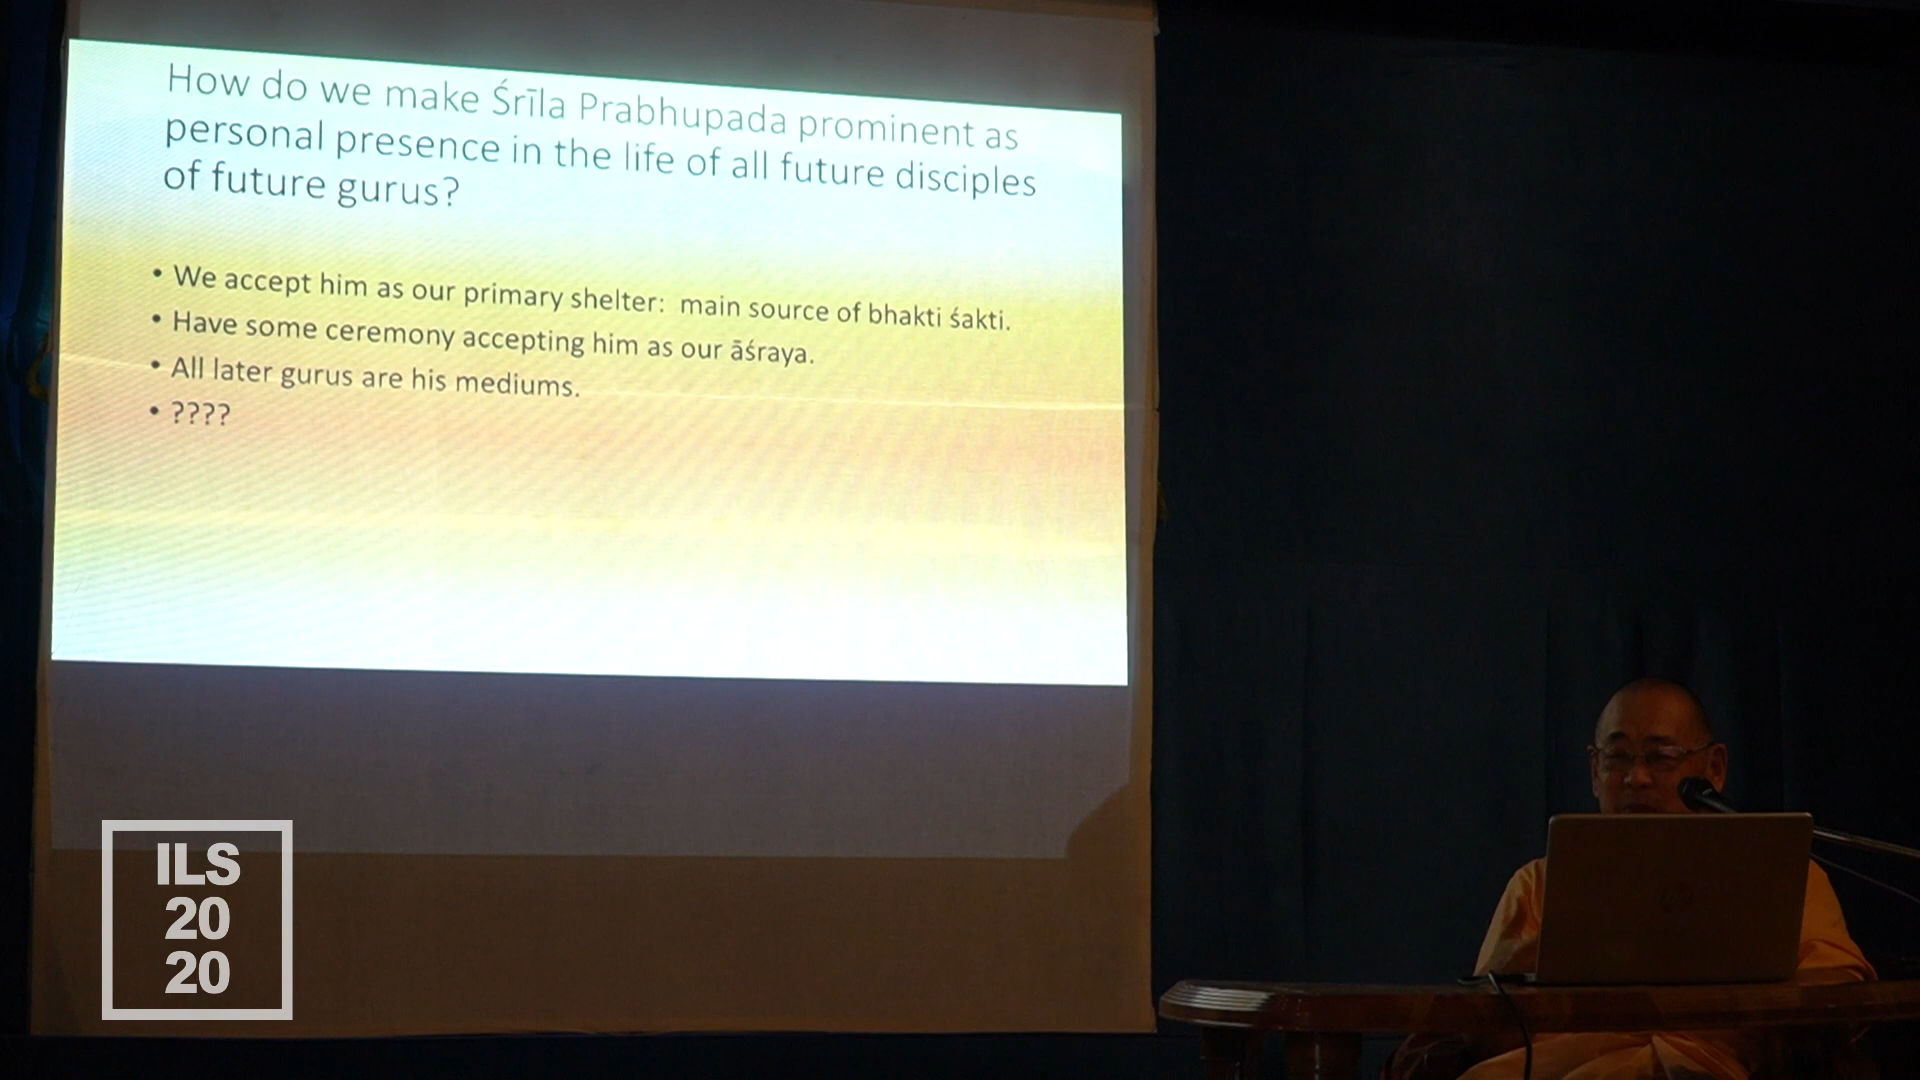 How do we make Śrīla Prabhupada prominent as
personal presence in the life of all future disciples
of future gurus?
• We accept him as our primary shelter:  main source of bhakti śakti.
• Have some ceremony accepting him as our āśraya.
• All later gurus are his mediums.
• ????
ILS
20
20